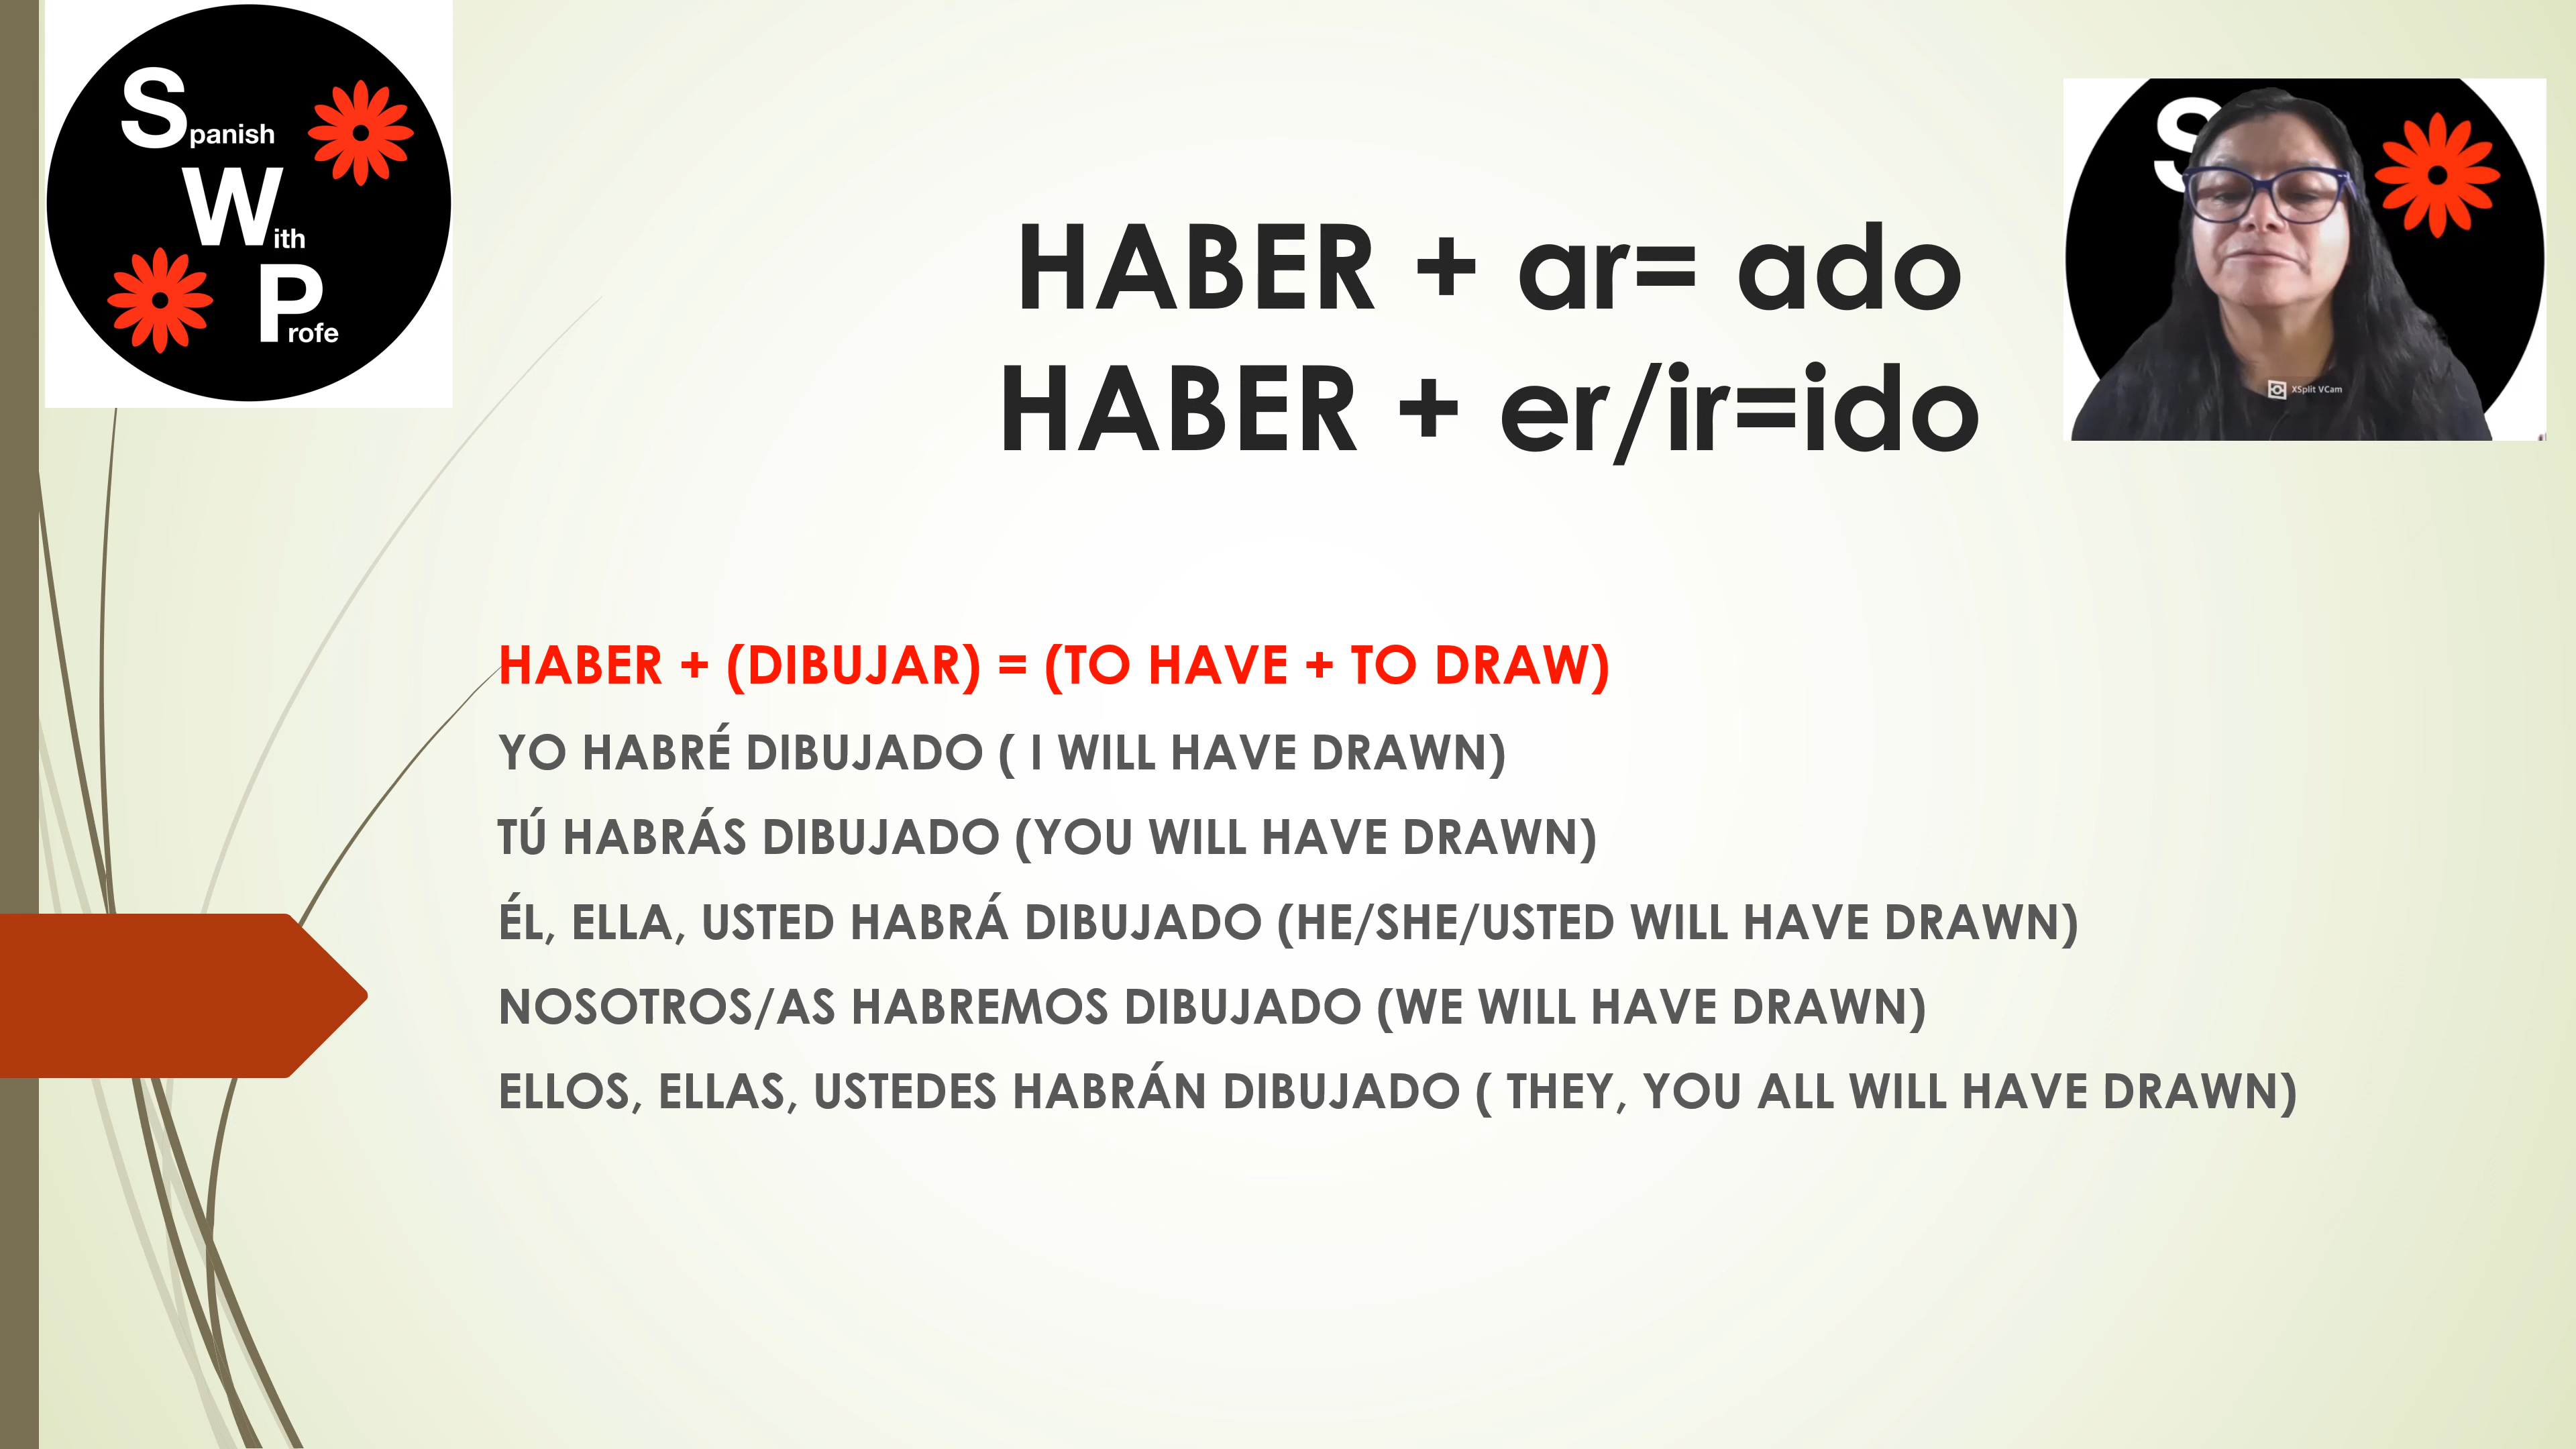 Spanish
With
Profe
S
XSplit VCam
HABER + ar= ado
HABER + er/ir=ido
HABER + (DIBUJAR) = (TO HAVE + TO DRAW)
YO HABRÉ DIBUJADO ( I WILL HAVE DRAWN)
TÚ HABRÁS DIBUJADO (YOU WILL HAVE DRAWN)
ÉL, ELLA, USTED HABRÁ DIBUJADO (HE/SHE/USTED WILL HAVE DRAWN)
NOSOTROS/AS HABREMOS DIBUJADO (WE WILL HAVE DRAWN)
ELLOS, ELLAS, USTEDES HABRÁN DIBUJADO ( THEY, YOU ALL WILL HAVE DRAWN)